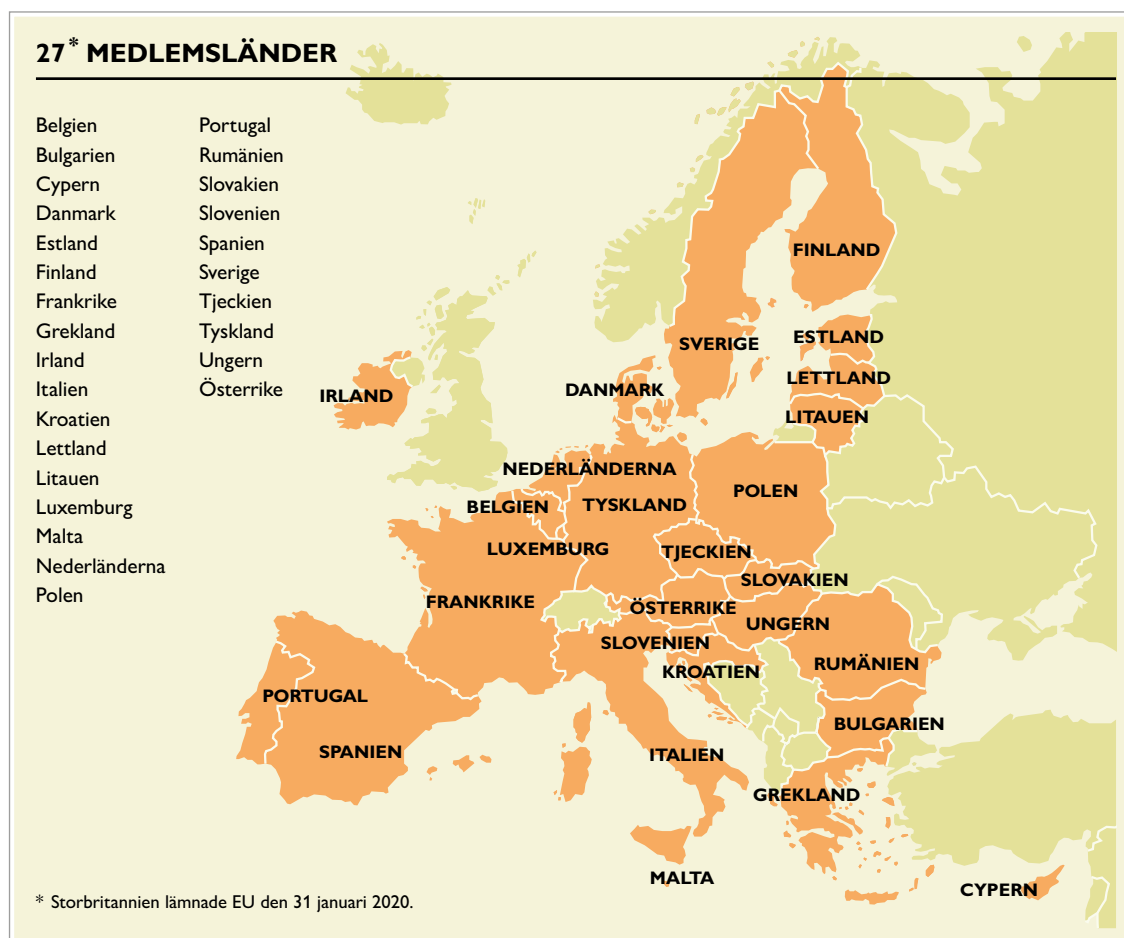 27* MEDLEMSLÄNDER
Belgien
Bulgarien
Cypern
Danmark
Estland
Finland
Frankrike
Grekland
Irland
Italien
Kroatien
Lettland
Litauen
Luxemburg
Malta
Nederländerna
Polen
Portugal
Rumänien
Slovakien
Slovenien
Spanien
Sverige
Tjeckien
Tyskland
Ungern
Österrike
FINLAND
SVERIGE
ESTLAND
LETTLAND
LITAUEN
DANMARK
IRLAND
NEDERLÄNDERNA
BELGIEN
TYSKLAND
POLEN
LUXEMBURG
TJECKIEN
SLOVAKIEN
FRANKRIKE
ÖSTERRIKE
UNGERN
SLOVENIEN
RUMÄNIEN
KROATIEN
PORTUGAL
BULGARIEN
SPANIEN
ITALIEN
GREKLAND
MALTA
CYPERN
* Storbritannien lämnade EU den 31 januari 2020.